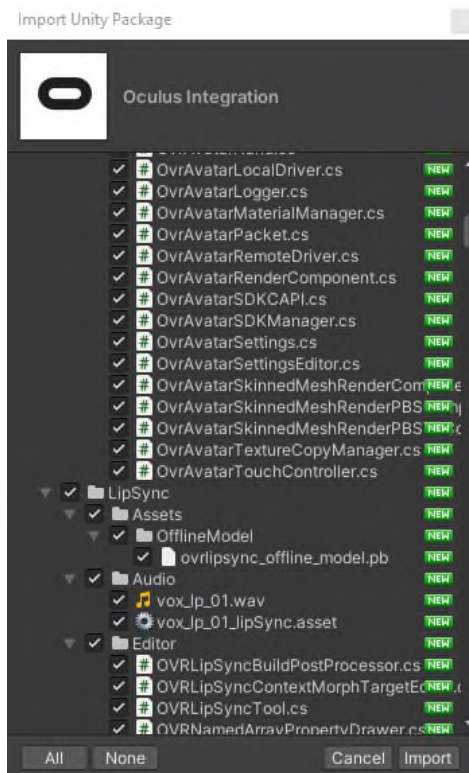 Import Unity Package
Oculus Integration
OvrAvatarLocalDriver.cs NEW
OvrAvatarLogger.cs NEW
OvrAvatarMaterialManager.cs NEW
OvrAvatarPacket.cs NEW
OvrAvatarRemoteDriver.cs NEW
OvrAvatarRenderComponent.cs NEW
OvrAvatarSDKCAPI.cs NEW
OvrAvatarSDKManager.cs NEW
OvrAvatarSettings.cs NEW
OvrAvatarSettingsEditor.cs NEW
OvrAvatarSkinnedMeshRenderCom NEW
OvrAvatarSkinnedMeshRenderPBS NEW
OvrAvatarSkinnedMeshRenderPBS NEW
OvrAvatarTextureCopyManager.cs NEW
OvrAvatarTouchController.cs NEW
LipSync NEW
Assets NEW
OfflineModel NEW
ovrlipsync_offline_model.pb NEW
Audio NEW
vox_lp_01.wav NEW
vox_lp_01_lipSync.asset NEW
Editor NEW
OVRLipSyncBuildPostProcessor.cs NEW
OVRLipSyncContextMorphTargetEd NEW
OVRLipSyncTool.cs NEW
OVRNamedArrayPropertyDrawer.cs NEW
All None Cancel Import